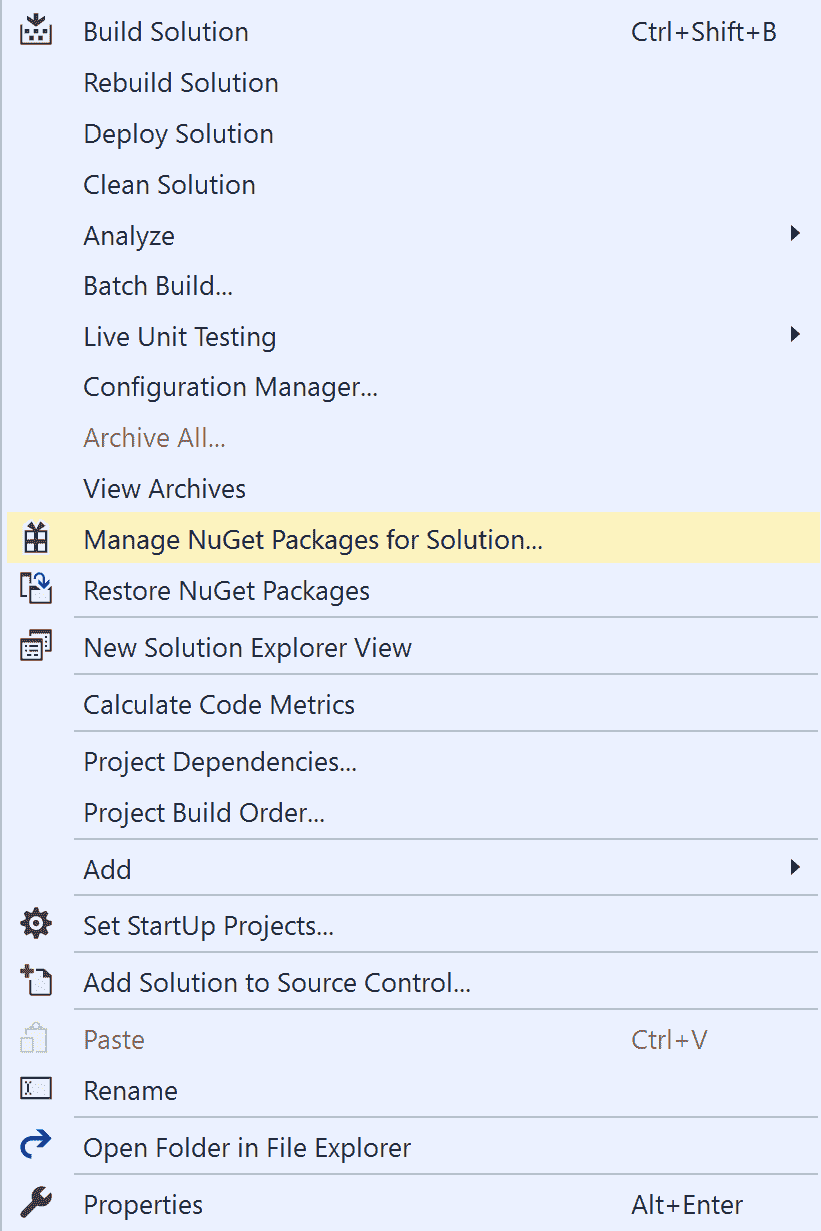 Build Solution Ctrl+Shift+B
Rebuild Solution
Deploy Solution
Clean Solution
Analyze
Batch Build...
Live Unit Testing
Configuration Manager...
Archive All...
View Archives
Manage NuGet Packages for Solution...
Restore NuGet Packages
New Solution Explorer View
Calculate Code Metrics
Project Dependencies...
Project Build Order...
Add
Set StartUp Projects...
Add Solution to Source Control...
Paste Ctrl+V
Rename
Open Folder in File Explorer
Properties Alt+Enter